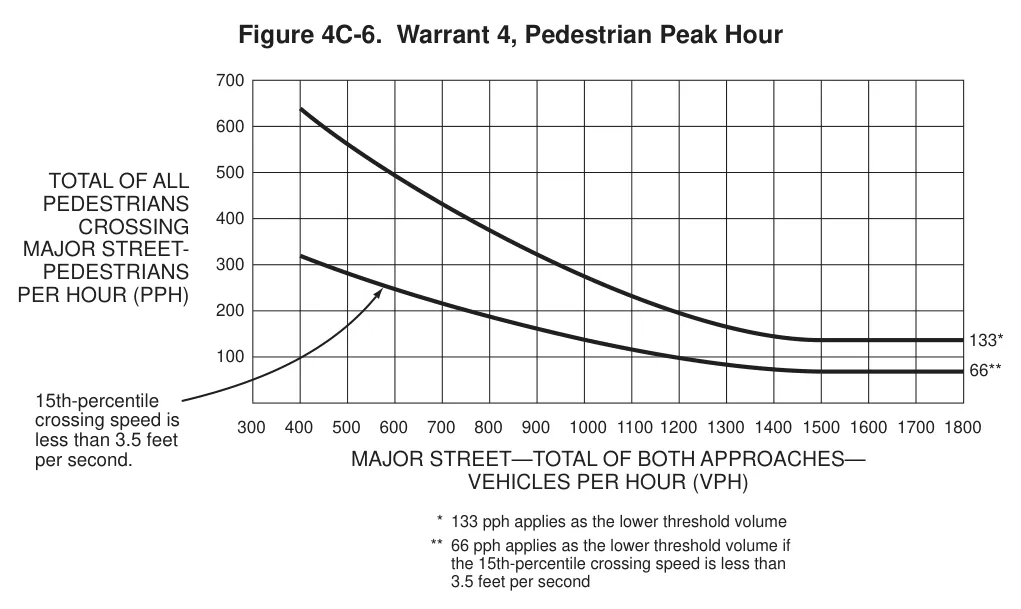 Figure 4C-6.  Warrant 4, Pedestrian Peak Hour
TOTAL OF ALL
PEDESTRIANS
CROSSING
MAJOR STREET-
PEDESTRIANS
PER HOUR (PPH)
700
600
500
400
300
200
100
133*
66**
15th-percentile
crossing speed is
less than 3.5 feet
per second.
300 400 500 600 700 800 900 1000 1100 1200 1300 1400 1500 1600 1700 1800
MAJOR STREET—TOTAL OF BOTH APPROACHES—
VEHICLES PER HOUR (VPH)
* 133 pph applies as the lower threshold volume
** 66 pph applies as the lower threshold volume if
the 15th-percentile crossing speed is less than
3.5 feet per second